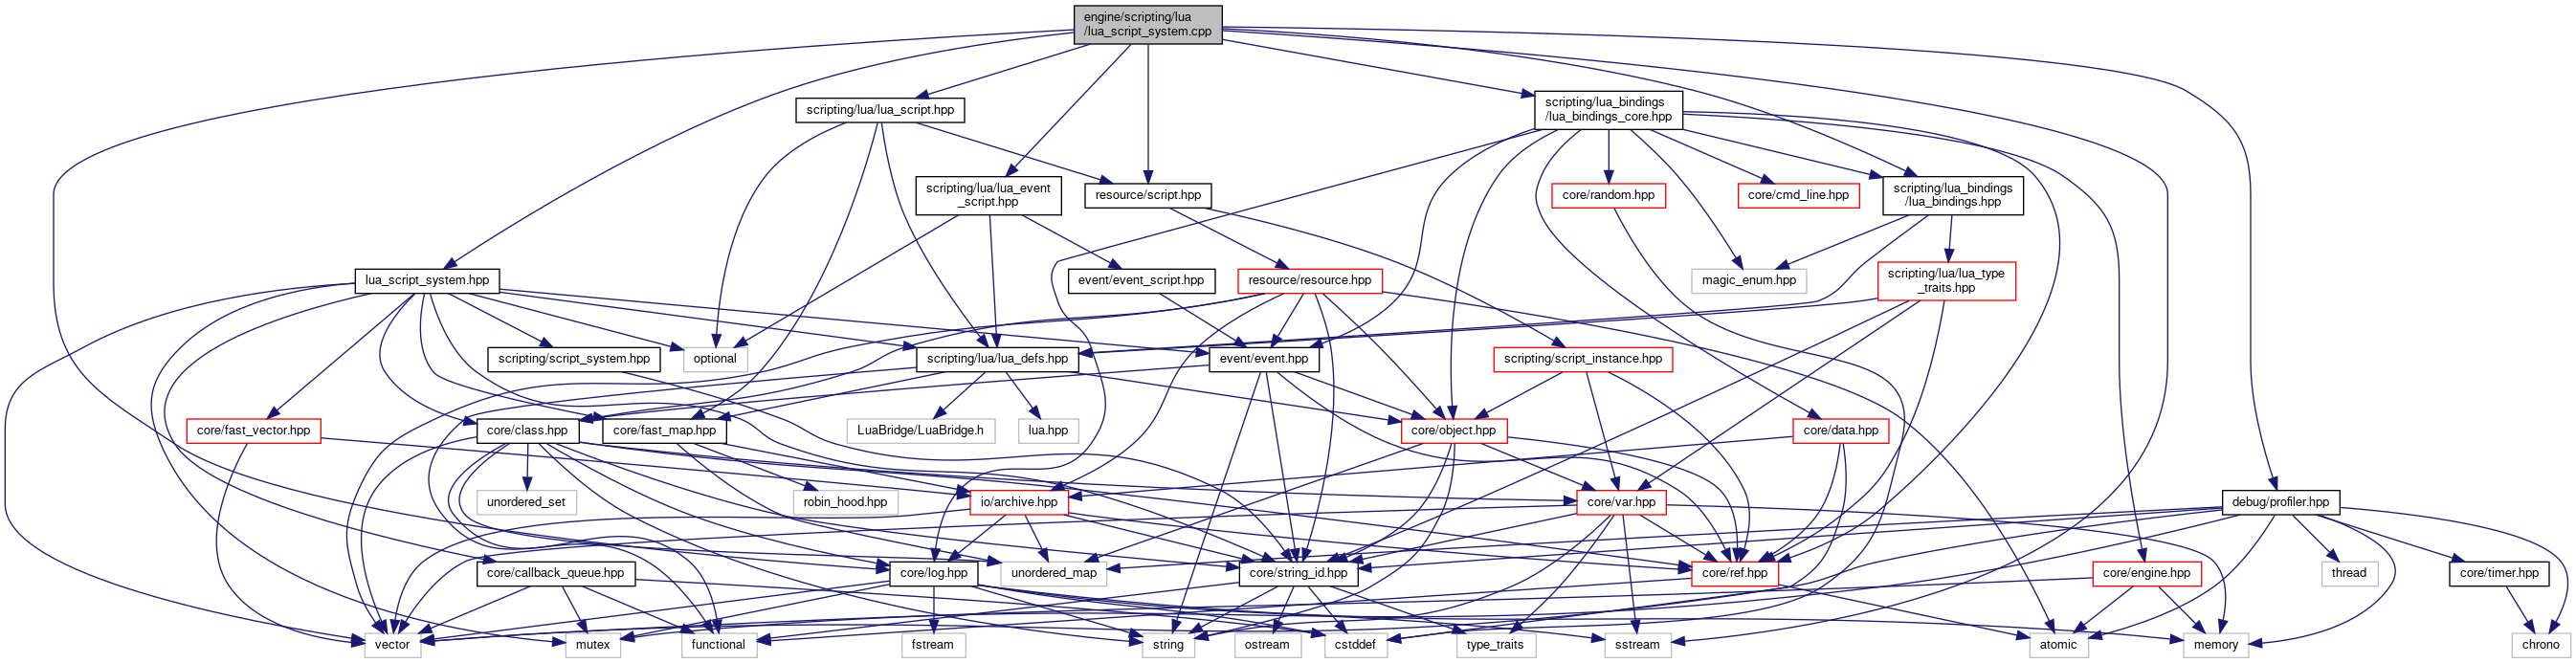 engine/scripting/lua
/lua_script_system.cpp
scripting/lua/lua_script.hpp
scripting/lua_bindings
/lua_bindings_core.hpp
scripting/lua/lua_event
_script.hpp
resource/script.hpp
core/random.hpp
core/cmd_line.hpp
scripting/lua_bindings
/lua_bindings.hpp
lua_script_system.hpp
event/event_script.hpp
resource/resource.hpp
magic_enum.hpp
scripting/lua/lua_type
_traits.hpp
scripting/script_system.hpp
optional
scripting/lua/lua_defs.hpp
event/event.hpp
scripting/script_instance.hpp
core/fast_vector.hpp
core/class.hpp
core/fast_map.hpp
LuaBridge/LuaBridge.h
lua.hpp
core/object.hpp
core/data.hpp
unordered_set
robin_hood.hpp
io/archive.hpp
core/var.hpp
debug/profiler.hpp
core/callback_queue.hpp
core/log.hpp
unordered_map
core/string_id.hpp
core/ref.hpp
core/engine.hpp
thread
core/timer.hpp
vector
mutex
functional
fstream
string
ostream
cstddef
type_traits
sstream
atomic
memory
chrono